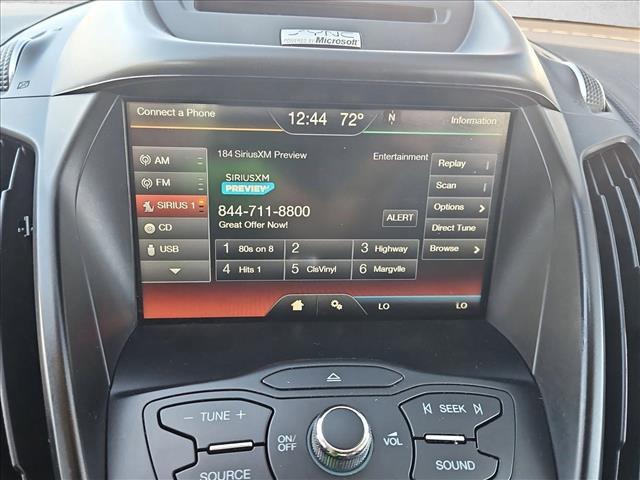 SYNC
POWERED BY Microsoft
Connect a Phone
12:44 72° N
Information
184 SiriusXM Preview
Entertainment
AM
FM
SIRIUS 1
CD
USB
SIRIUSXM
PREVIEW
844-711-8800
Great Offer Now!
ALERT
1 80s on 8
2
3 Highway
4 Hits 1
5 ClsVinyl
6 Margvlle
Replay
Scan
Options >
Direct Tune
Browse >
LO
LO
− TUNE +
SOURCE
ON/
OFF
VOL
SEEK
SOUND